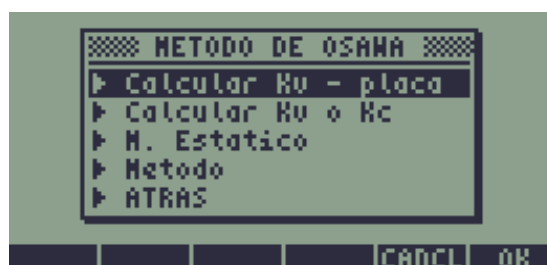 METODO DE OSAWA
Calcular Kv - placa
Calcular Kv o Kc
M. Estatico
Metodo
ATRAS
CANCL OK